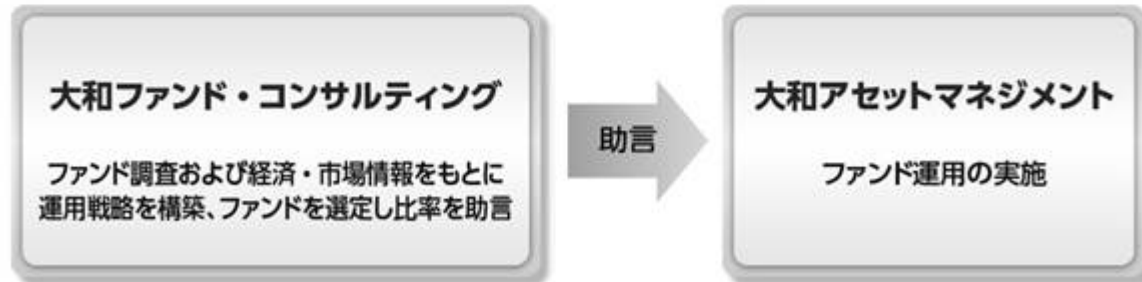 大和ファンド・コンサルティング
ファンド調査および経済・市場情報をもとに
運用戦略を構築、ファンドを選定し比率を助言
助言
大和アセットマネジメント
ファンド運用の実施